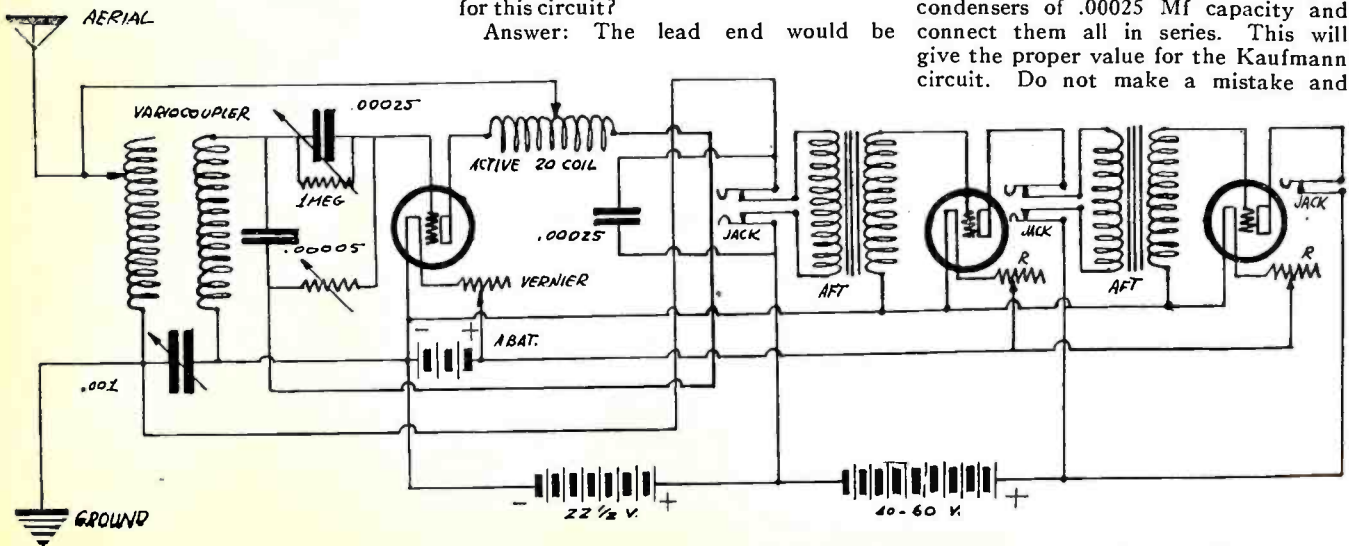 for this circuit?
Answer: The lead end would be
condensers of .00025 Mf capacity and
connect them all in series. This will
give the proper value for the Kaufmann
circuit. Do not make a mistake and
AERIAL
VARIOCOUPLER
.00025
1 MEG
.00005
ACTIVE 20 COIL
.00025
JACK
AFT
JACK
AFT
JACK
VERNIER
R
R
- +
A BAT.
.001
- 22 1/2 V. +
40-60 V. +
GROUND